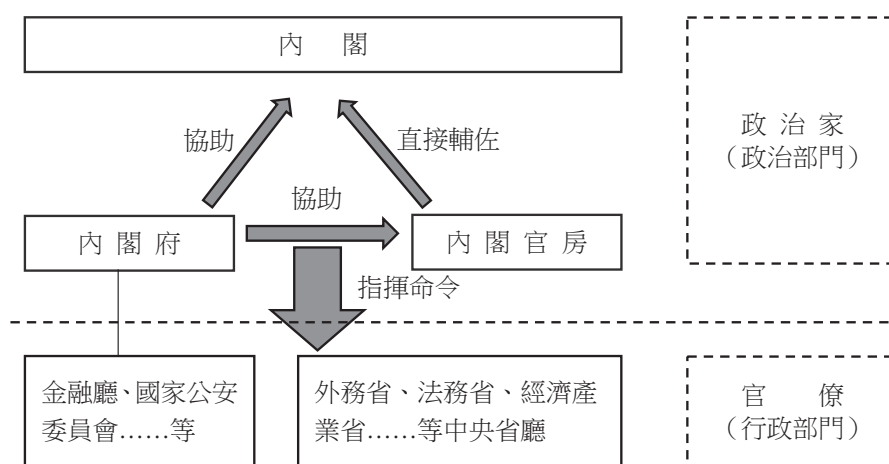 內 閣
協助
直接輔佐
政 治 家
（政治部門）
協助
內 閣 府
內 閣 官 房
指揮命令
金融廳、國家公安
委員會……等
外務省、法務省、經濟產
業省……等中央省廳
官 僚
（行政部門）